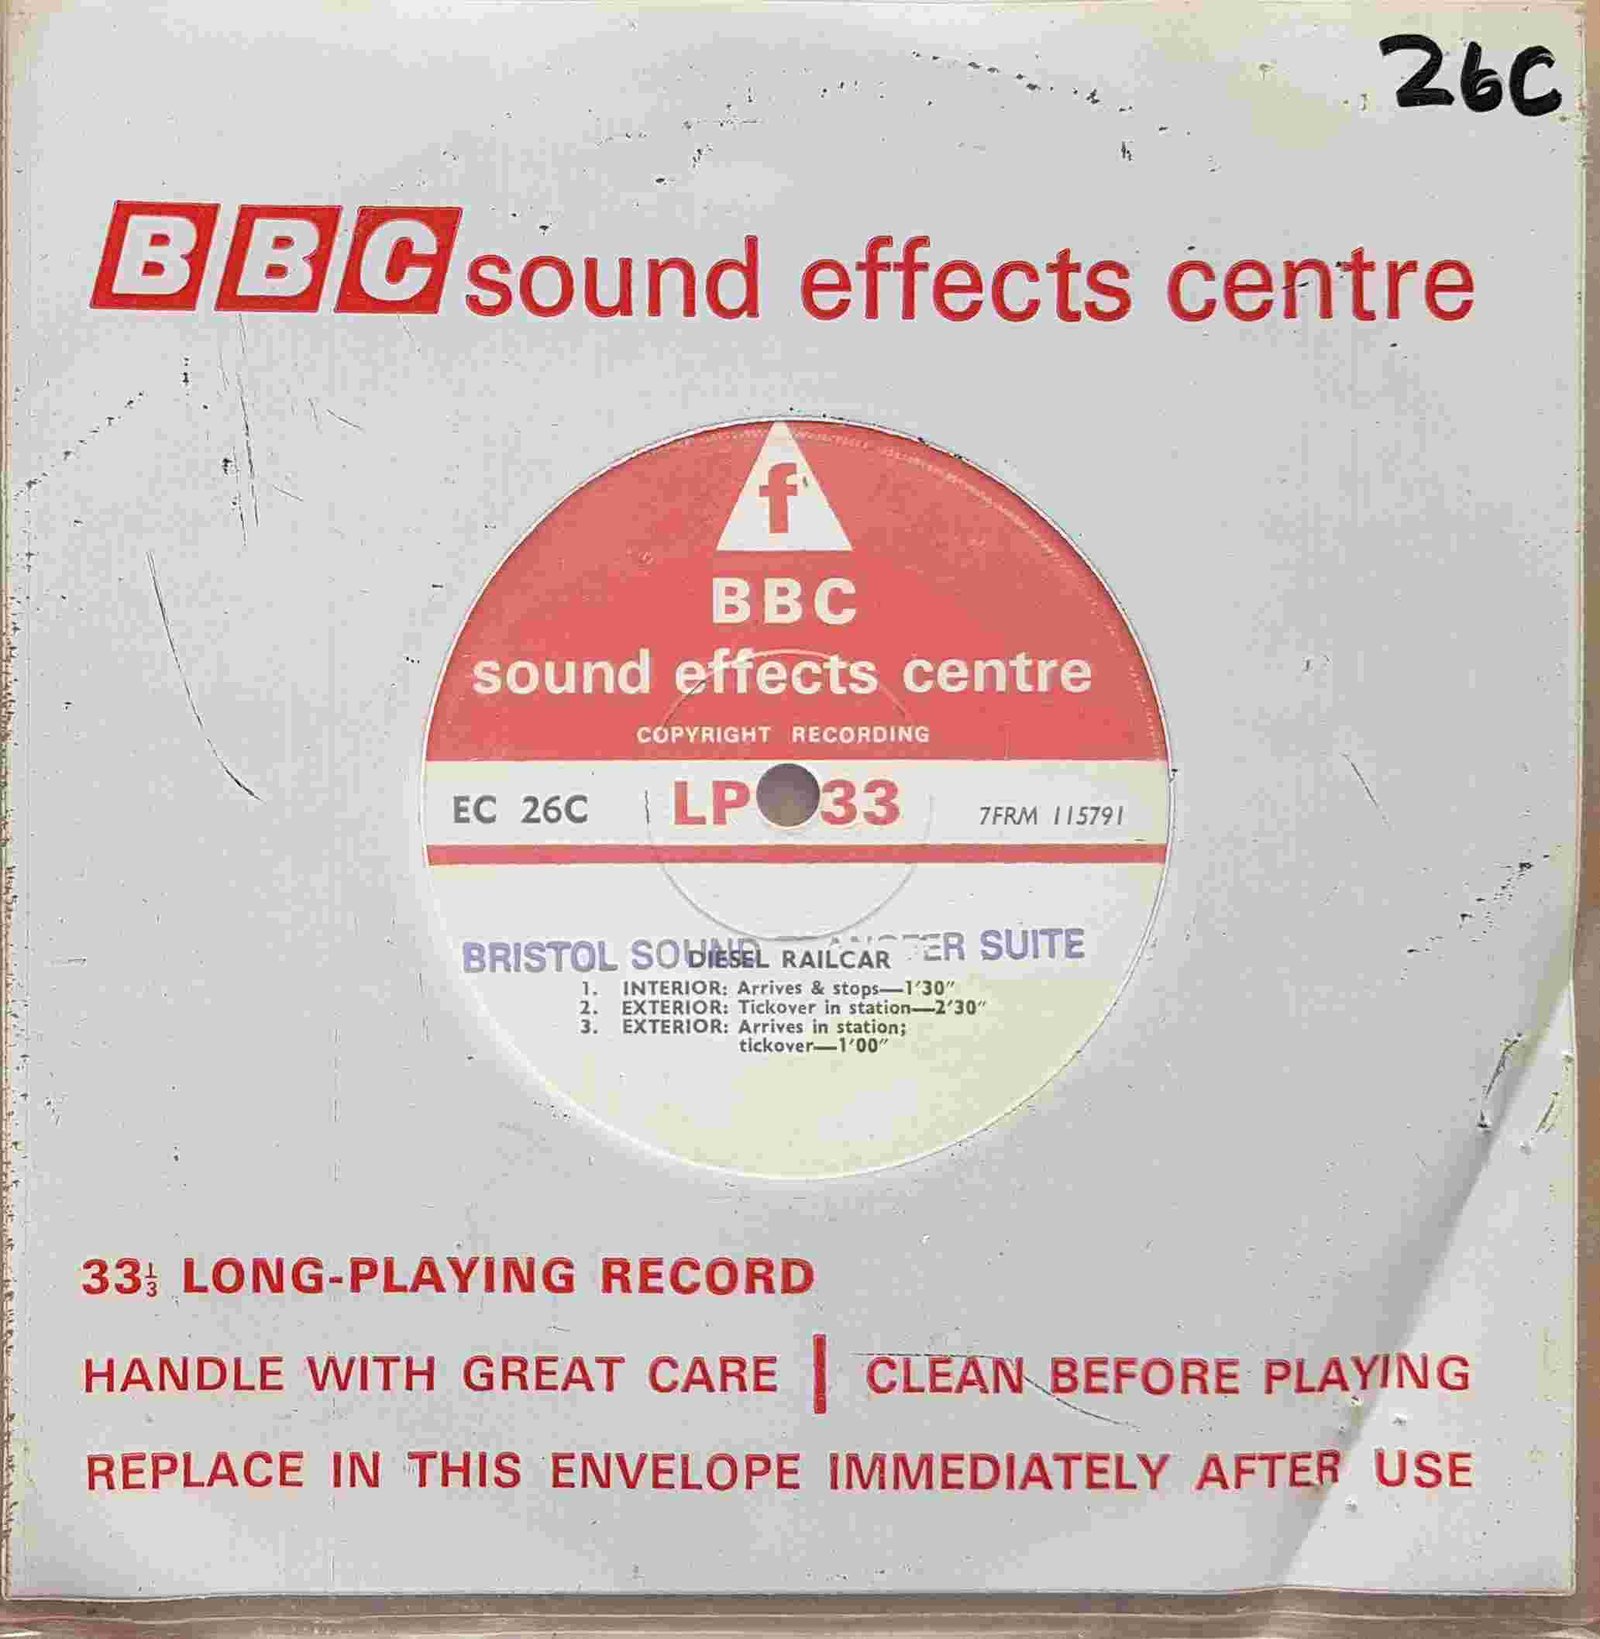 26C
BBC sound effects centre
f
BBC
sound effects centre
COPYRIGHT RECORDING
EC 26C LP 33 7FRM 115791
BRISTOL SOUND SUITE
DIESEL RAILCAR
1. INTERIOR: Arrives & stops—1′30″
2. EXTERIOR: Tickover in station—2′30″
3. EXTERIOR: Arrives in station;
tickover—1′00″
33⅓ LONG-PLAYING RECORD
HANDLE WITH GREAT CARE | CLEAN BEFORE PLAYING
REPLACE IN THIS ENVELOPE IMMEDIATELY AFTER USE